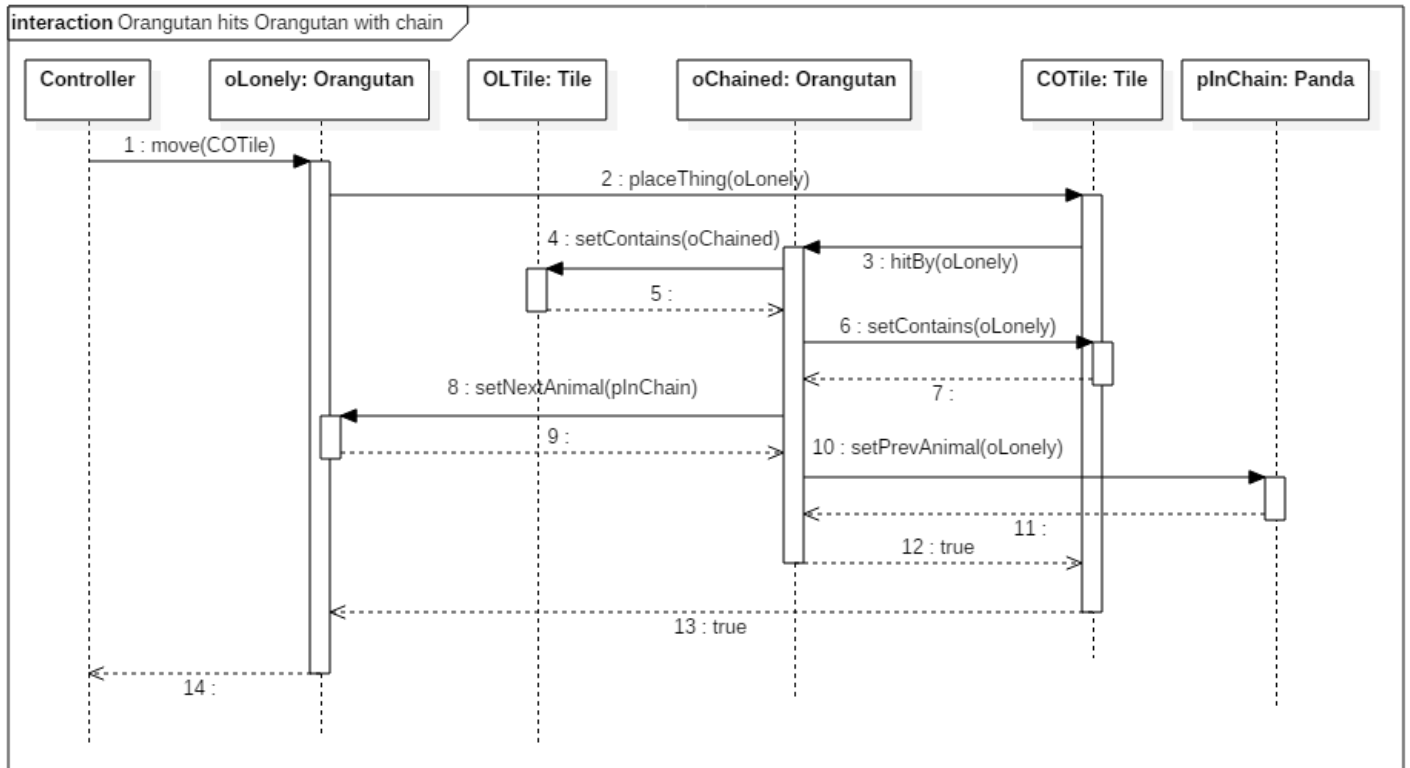 interaction Orangutan hits Orangutan with chain
Controller
oLonely: Orangutan
OLTile: Tile
oChained: Orangutan
COTile: Tile
pInChain: Panda
1 : move(COTile)
2 : placeThing(oLonely)
3 : hitBy(oLonely)
4 : setContains(oChained)
5 :
6 : setContains(oLonely)
7 :
8 : setNextAnimal(pInChain)
9 :
10 : setPrevAnimal(oLonely)
11 :
12 : true
13 : true
14 :